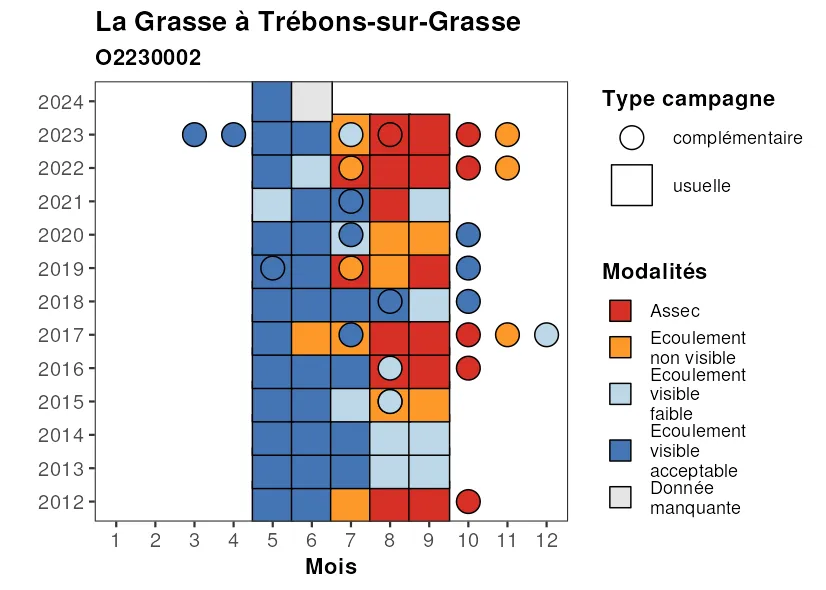 La Grasse à Trébons-sur-Grasse
O2230002
2024
2023
2022
2021
2020
2019
2018
2017
2016
2015
2014
2013
2012
1 2 3 4 5 6 7 8 9 10 11 12
Mois
Type campagne
complémentaire
usuelle
Modalités
Assec
Ecoulement
non visible
Ecoulement
visible
faible
Ecoulement
visible
acceptable
Donnée
manquante